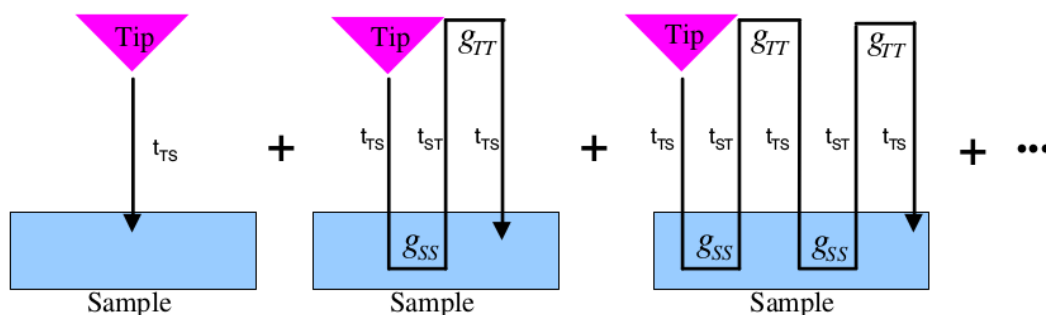 Tip Tip g_TT Tip g_TT g_TT
t_TS + t_TS t_ST t_TS + t_TS t_ST t_TS t_ST t_TS + •••
g_SS g_SS g_SS
Sample Sample Sample